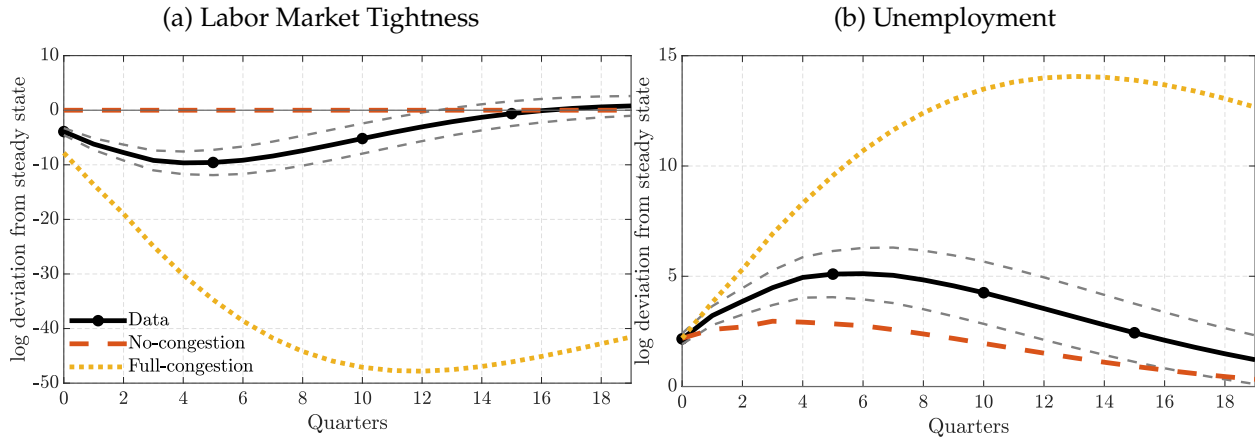 (a) Labor Market Tightness
log deviation from steady state
10
0
-10
-20
-30
-40
-50
Data
No-congestion
Full-congestion
0 2 4 6 8 10 12 14 16 18
Quarters
(b) Unemployment
log deviation from steady state
15
10
5
0
0 2 4 6 8 10 12 14 16 18
Quarters